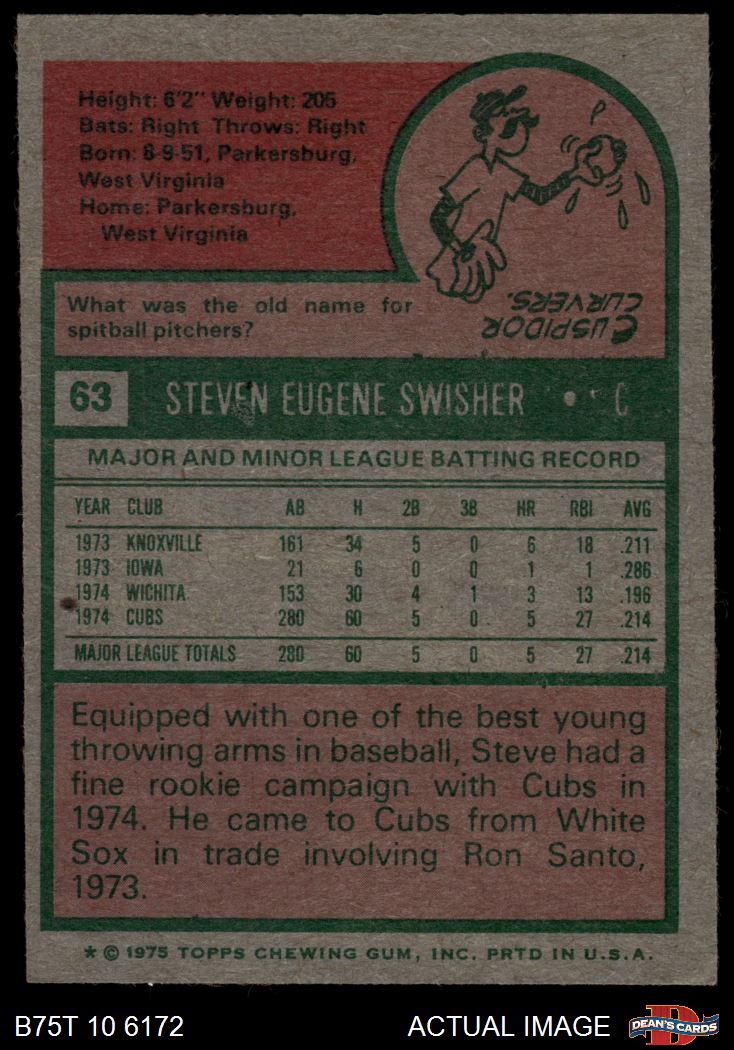 Height: 6'2" Weight: 205
Bats: Right Throws: Right
Born: 8-9-51, Parkersburg,
West Virginia
Home: Parkersburg,
West Virginia
What was the old name for
spitball pitchers?
CUSPIDOR
CURVERS.
63 STEVEN EUGENE SWISHER • C
MAJOR AND MINOR LEAGUE BATTING RECORD
YEAR CLUB AB H 2B 3B HR RBI AVG
1973 KNOXVILLE 161 34 5 0 6 18 .211
1973 IOWA 21 6 0 0 1 1 .286
1974 WICHITA 153 30 4 1 3 13 .196
1974 CUBS 280 60 5 0 5 27 .214
MAJOR LEAGUE TOTALS 280 60 5 0 5 27 .214
Equipped with one of the best young
throwing arms in baseball, Steve had a
fine rookie campaign with Cubs in
1974. He came to Cubs from White
Sox in trade involving Ron Santo,
1973.
* © 1975 TOPPS CHEWING GUM, INC. PRTD IN U.S.A.
B75T 10 6172 ACTUAL IMAGE
D
DEAN'S CARDS